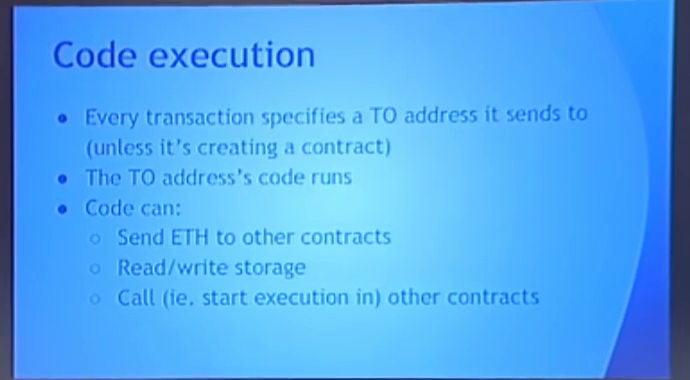 Code execution
● Every transaction specifies a TO address it sends to
(unless it's creating a contract)
● The TO address's code runs
● Code can:
○ Send ETH to other contracts
○ Read/write storage
○ Call (ie. start execution in) other contracts